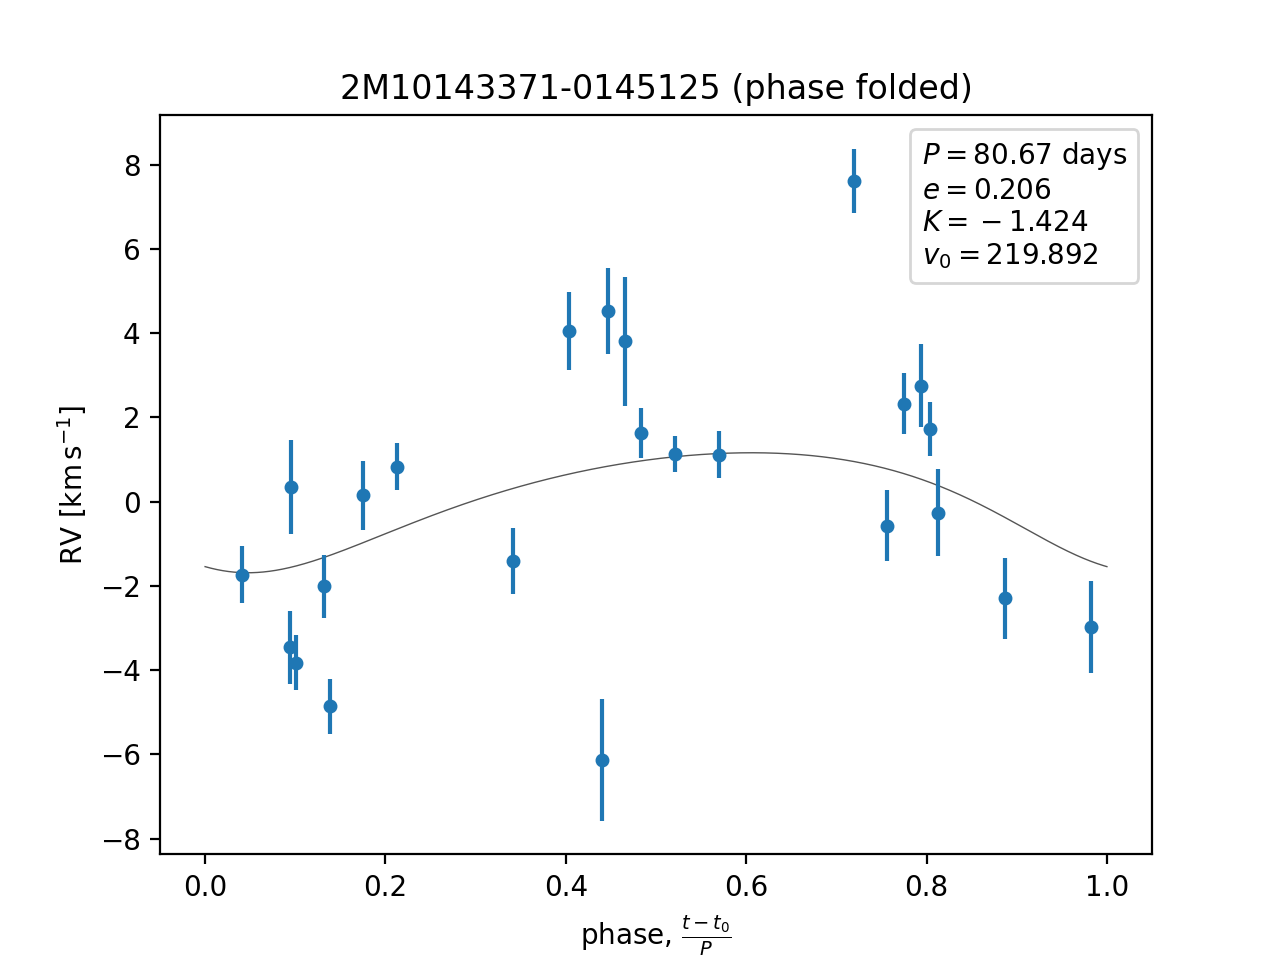 2M10143371-0145125 (phase folded)
P = 80.67 days
e = 0.206
K = −1.424
v₀ = 219.892
8
6
4
2
0
−2
−4
−6
−8
RV [km s⁻¹]
0.0 0.2 0.4 0.6 0.8 1.0
phase, (t − t₀)/P